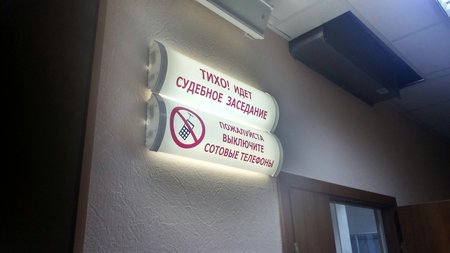 ТИХО! ИДЕТ
СУДЕБНОЕ ЗАСЕДАНИЕ
ПОЖАЛУЙСТА
ВЫКЛЮЧИТЕ
СОТОВЫЕ ТЕЛЕФОНЫ